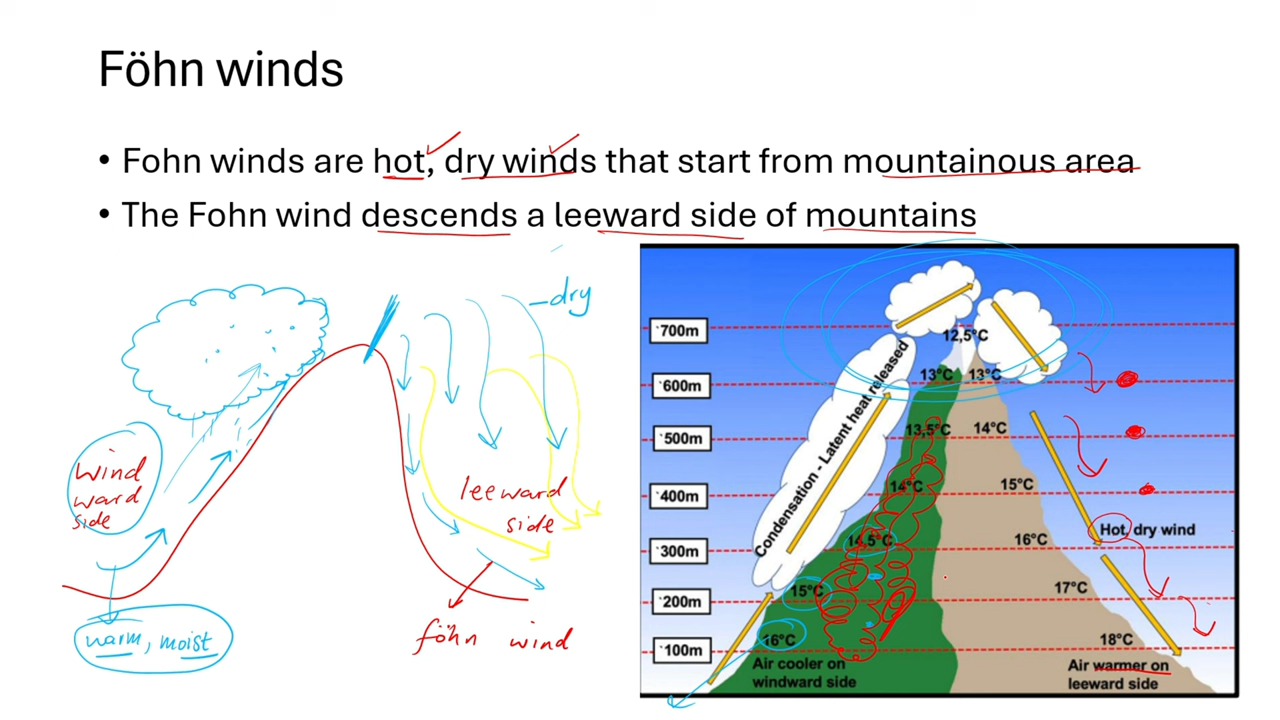 Föhn winds
• Fohn winds are hot, dry winds that start from mountainous area
• The Fohn wind descends a leeward side of mountains
– dry
wind
ward
side
leeward
side
warm, moist
föhn wind
`700m
`600m
`500m
`400m
`300m
`200m
`100m
12,5°C
13°C 13°C
13,5°C 14°C
14°C 15°C
14,5°C 16°C
15°C 17°C
16°C 18°C
Condensation - Latent heat released
Hot, dry wind
Air cooler on
windward side
Air warmer on
leeward side